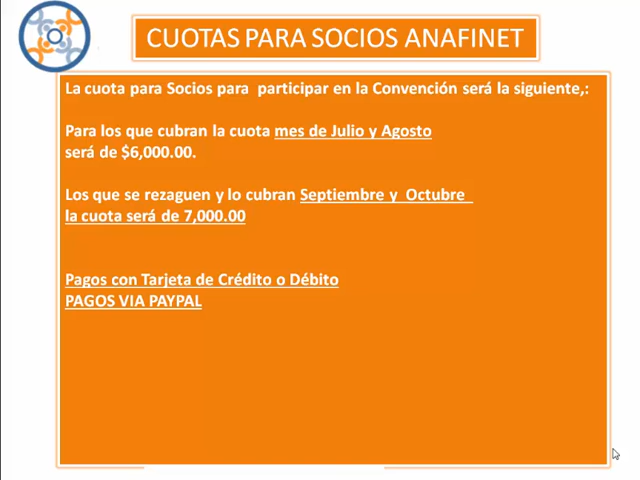 CUOTAS PARA SOCIOS ANAFINET
La cuota para Socios para participar en la Convención será la siguiente,:
Para los que cubran la cuota mes de Julio y Agosto
será de $6,000.00.
Los que se rezaguen y lo cubran Septiembre y Octubre
la cuota será de 7,000.00
Pagos con Tarjeta de Crédito o Débito
PAGOS VIA PAYPAL